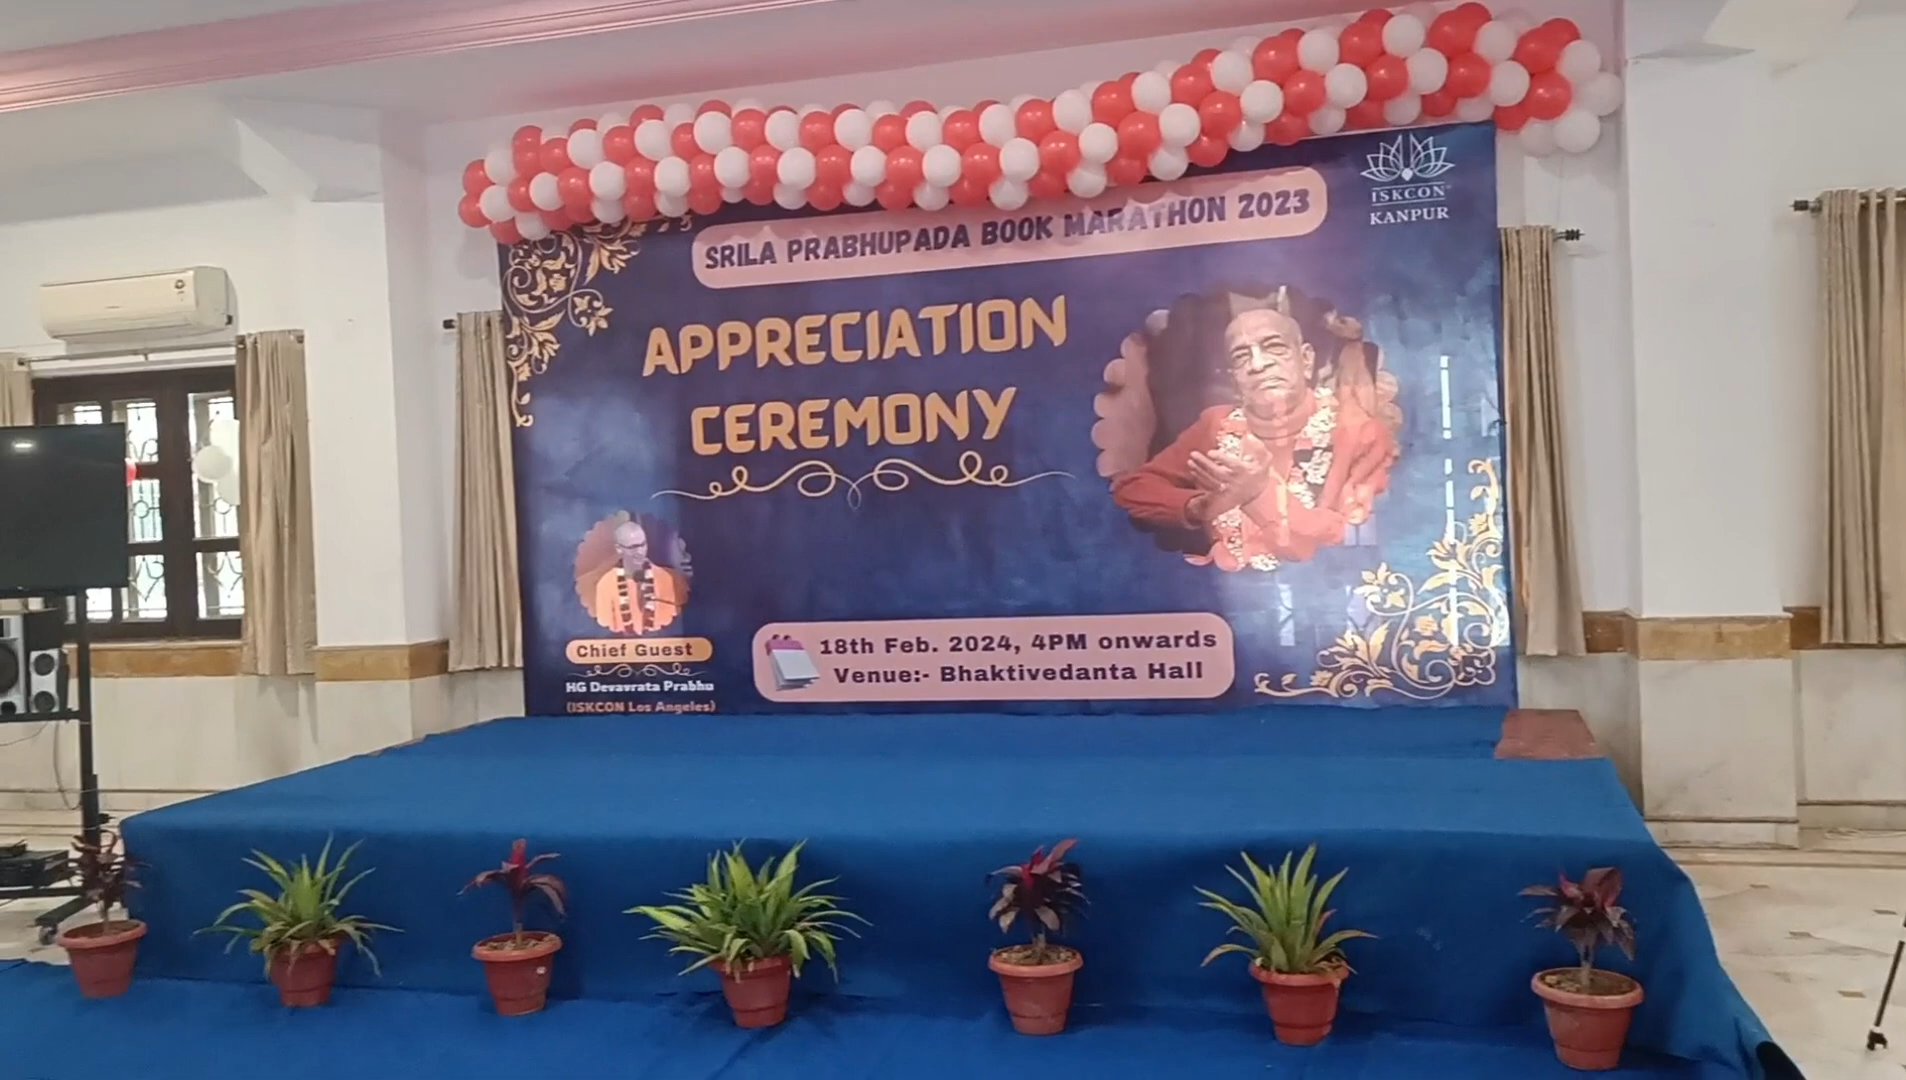 ISKCON
KANPUR
SRILA PRABHUPADA BOOK MARATHON 2023
APPRECIATION
CEREMONY
Chief Guest
HG Devavrata Prabhu
(ISKCON Los Angeles)
18th Feb. 2024, 4PM onwards
Venue:- Bhaktivedanta Hall